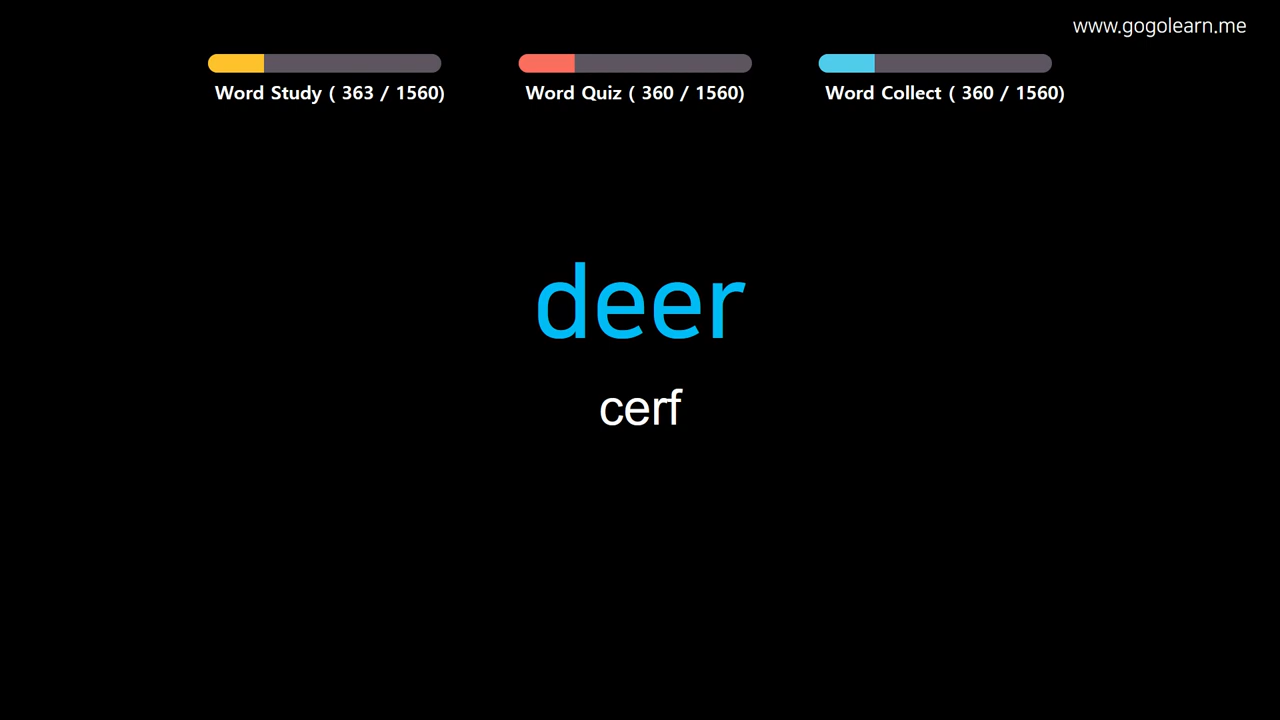 www.gogolearn.me
Word Study ( 363 / 1560)
Word Quiz ( 360 / 1560)
Word Collect ( 360 / 1560)
deer
cerf